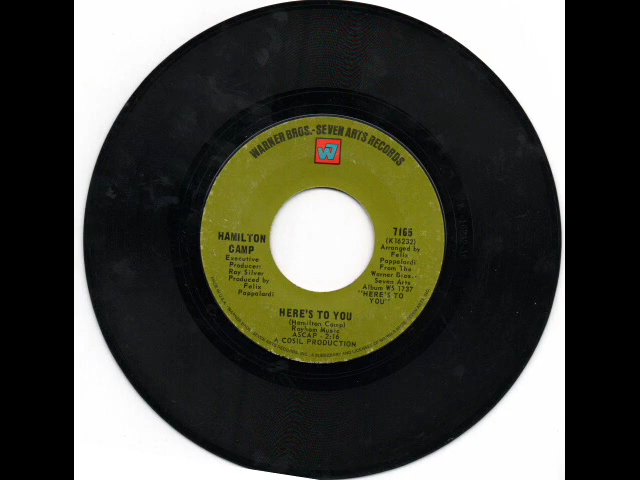 WARNER BROS.-SEVEN ARTS RECORDS
W7
HAMILTON
CAMP
Executive
Producer:
Roy Silver
Produced by
Felix
Pappalardi
7165
(K16232)
Arranged by
Felix
Pappalardi
From The
Warner Bros.-
Seven Arts
Album WS 1737
"HERE'S TO
YOU"
HERE'S TO YOU
(Hamilton Camp)
Music
ASCAP - 2:16
A COSIL PRODUCTION